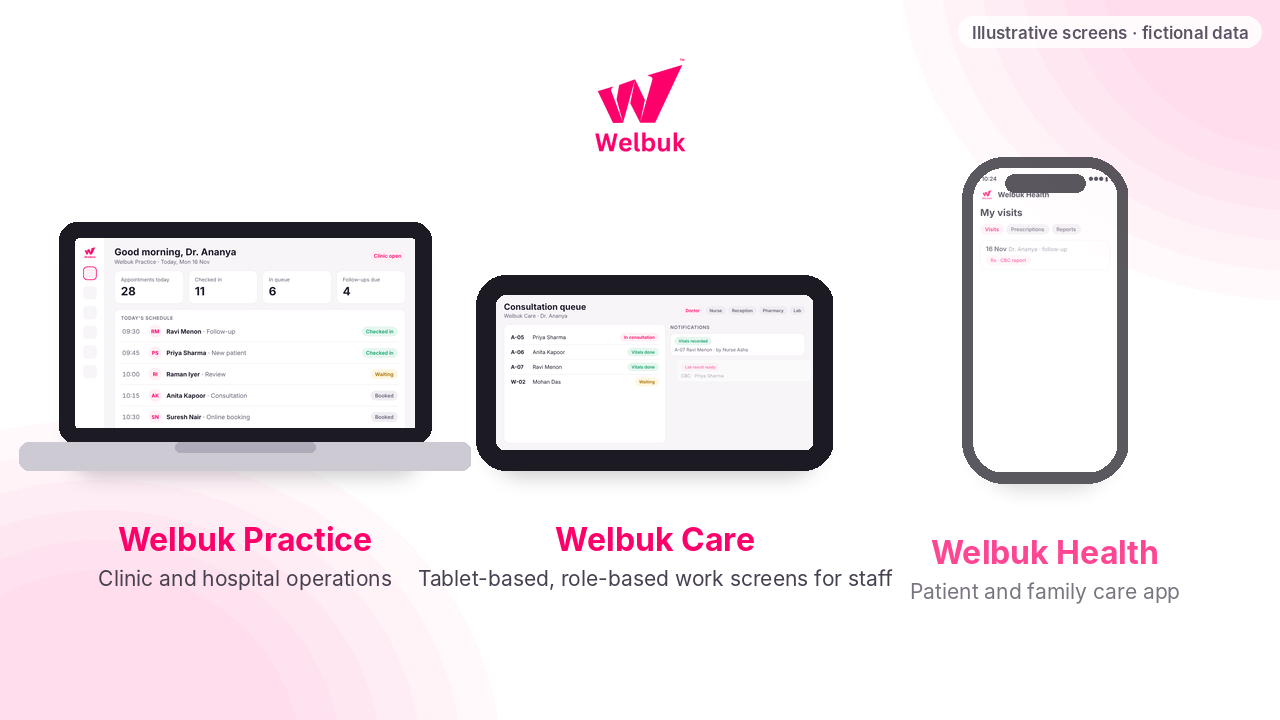 Illustrative screens · fictional data
Welbuk
Good morning, Dr. Ananya
Welbuk Practice · Today, Mon 16 Nov
Clinic open
Appointments today
28
Checked in
11
In queue
6
Follow-ups due
4
TODAY'S SCHEDULE
09:30 RM Ravi Menon · Follow-up Checked in
09:45 PS Priya Sharma · New patient Checked in
10:00 RI Raman Iyer · Review Waiting
10:15 AK Anita Kapoor · Consultation Booked
10:30 SN Suresh Nair · Online booking Booked
Consultation queue
Welbuk Care · Dr. Ananya
Doctor Nurse Reception Pharmacy Lab
A-05 Priya Sharma In consultation
A-06 Anita Kapoor Vitals done
A-07 Ravi Menon Vitals done
W-02 Mohan Das Waiting
NOTIFICATIONS
Vitals recorded
A-07 Ravi Menon · by Nurse Asha
Lab result ready
CBC · Priya Sharma
10:24
Welbuk Health
My visits
Visits Prescriptions Reports
16 Nov Dr. Ananya · follow-up
Rx · CBC report
Welbuk Practice
Clinic and hospital operations
Welbuk Care
Tablet-based, role-based work screens for staff
Welbuk Health
Patient and family care app